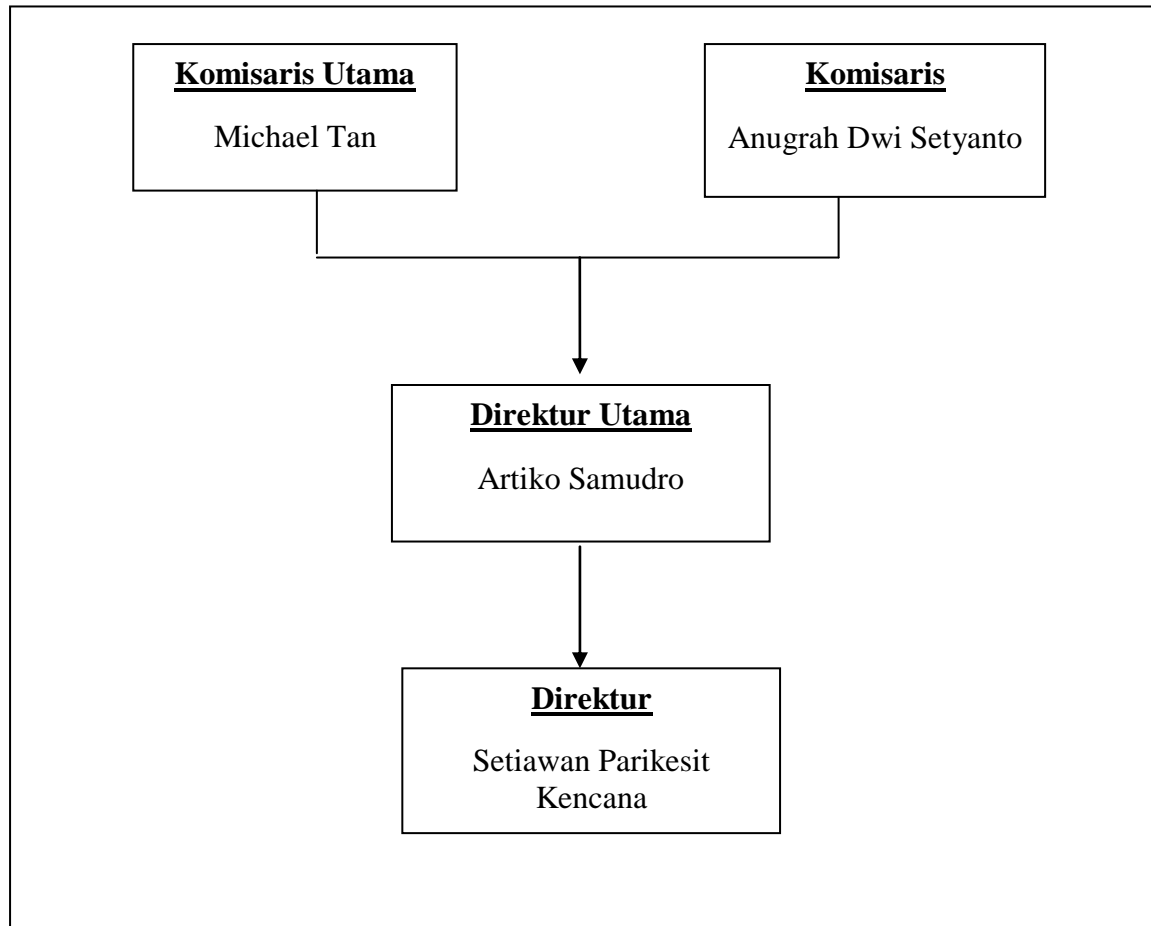 Komisaris Utama
Michael Tan
Komisaris
Anugrah Dwi Setyanto
Direktur Utama
Artiko Samudro
Direktur
Setiawan Parikesit
Kencana